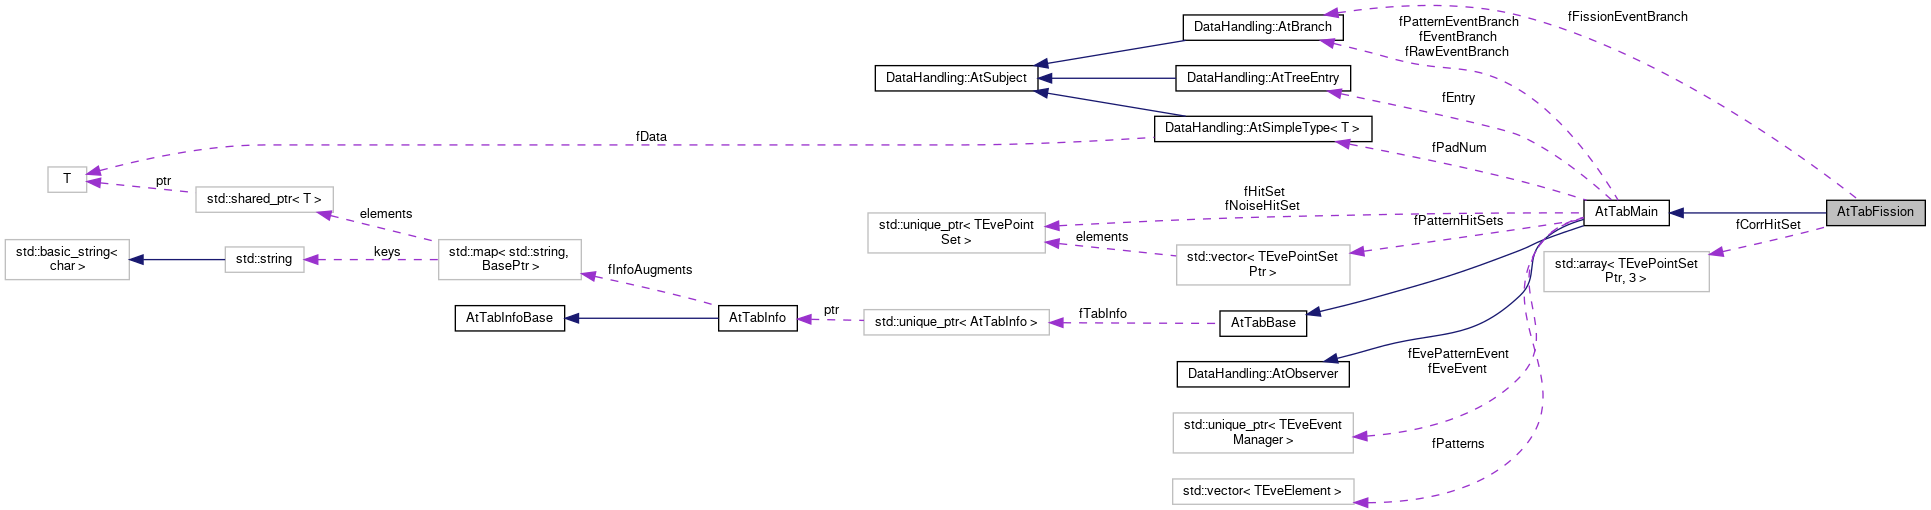 fFissionEventBranch
DataHandling::AtBranch
fPatternEventBranch
fEventBranch
fRawEventBranch
DataHandling::AtSubject
DataHandling::AtTreeEntry
fEntry
DataHandling::AtSimpleType< T >
fData
fPadNum
T
ptr
std::shared_ptr< T >
elements
fHitSet
fNoiseHitSet
std::unique_ptr< TEvePoint
Set >
fPatternHitSets
AtTabMain
AtTabFission
fCorrHitSet
elements
std::vector< TEvePointSet
Ptr >
std::array< TEvePointSet
Ptr, 3 >
std::basic_string<
char >
std::string
keys
std::map< std::string,
BasePtr >
fInfoAugments
AtTabInfoBase
AtTabInfo
ptr
std::unique_ptr< AtTabInfo >
fTabInfo
AtTabBase
DataHandling::AtObserver
fEvePatternEvent
fEveEvent
std::unique_ptr< TEveEvent
Manager >
fPatterns
std::vector< TEveElement >